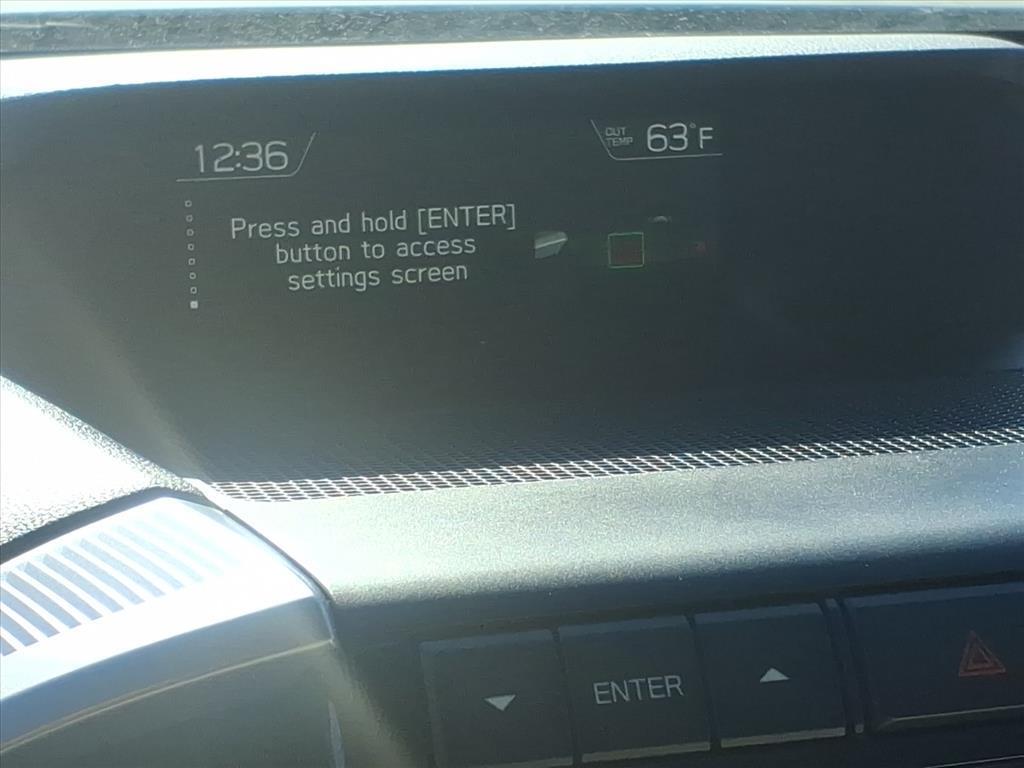 12:36
OUT
TEMP
63°F
Press and hold [ENTER]
button to access
settings screen
ENTER